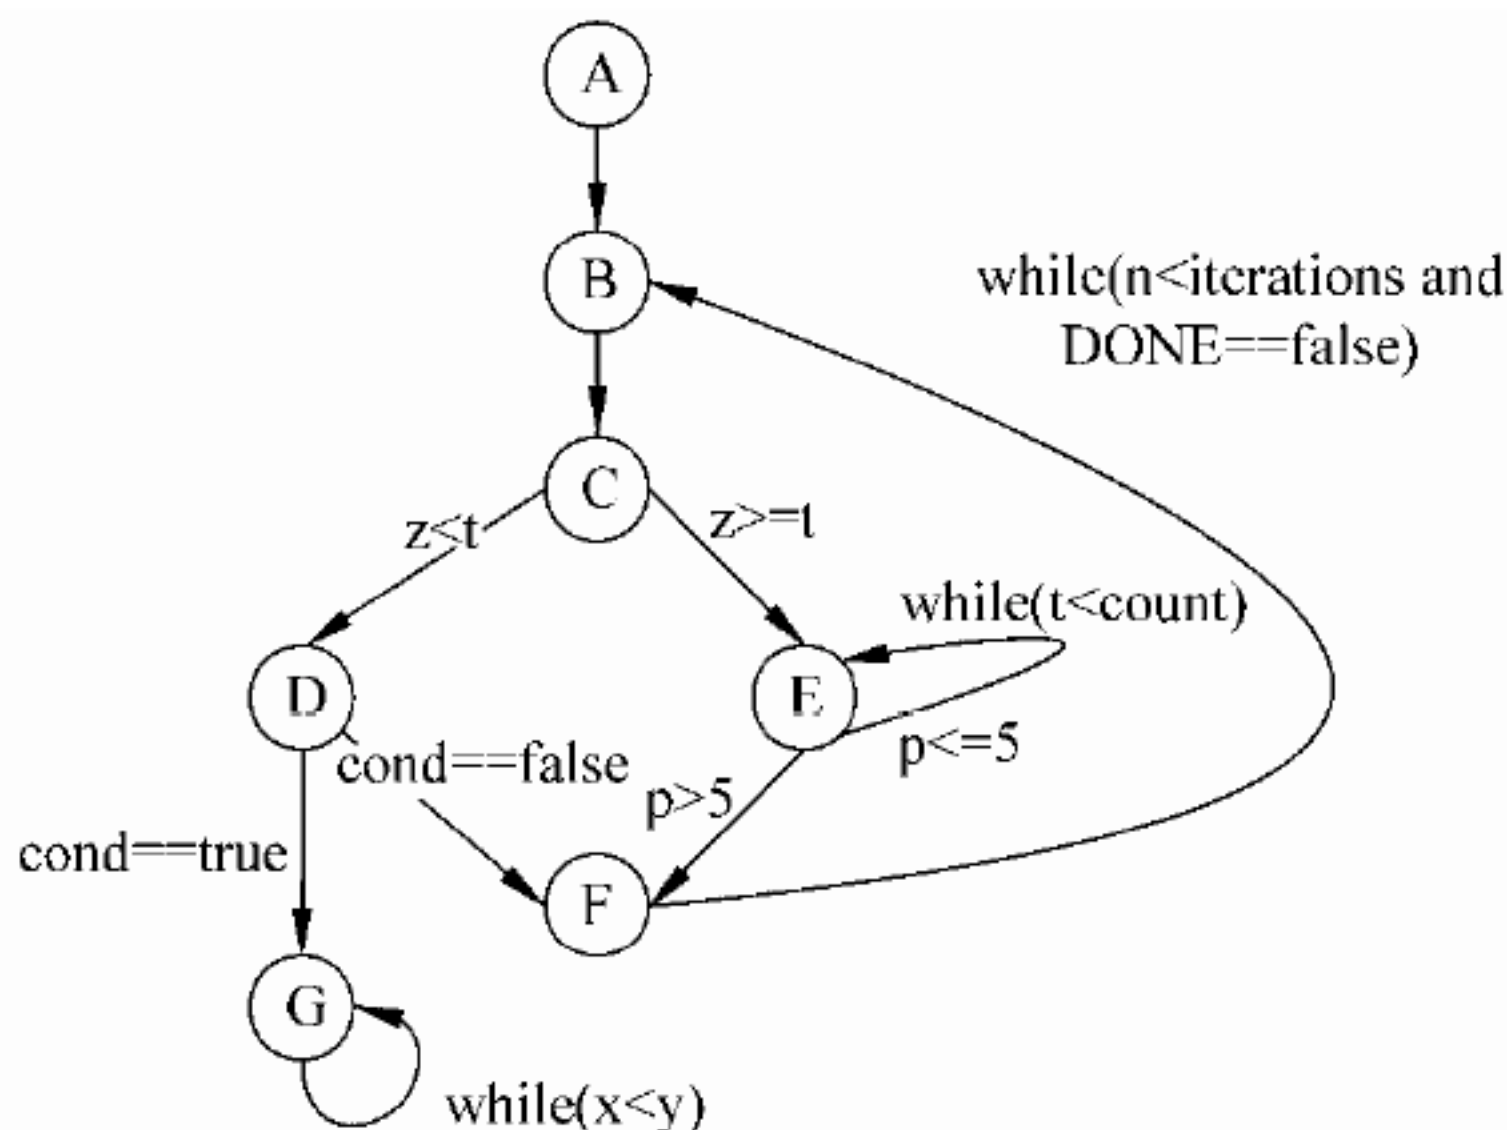 A
B
while(n<iterations and
DONE==false)
C
z<t
z>=t
while(t<count)
D
E
cond==false
p<=5
p>5
cond==true
F
G
while(x<y)